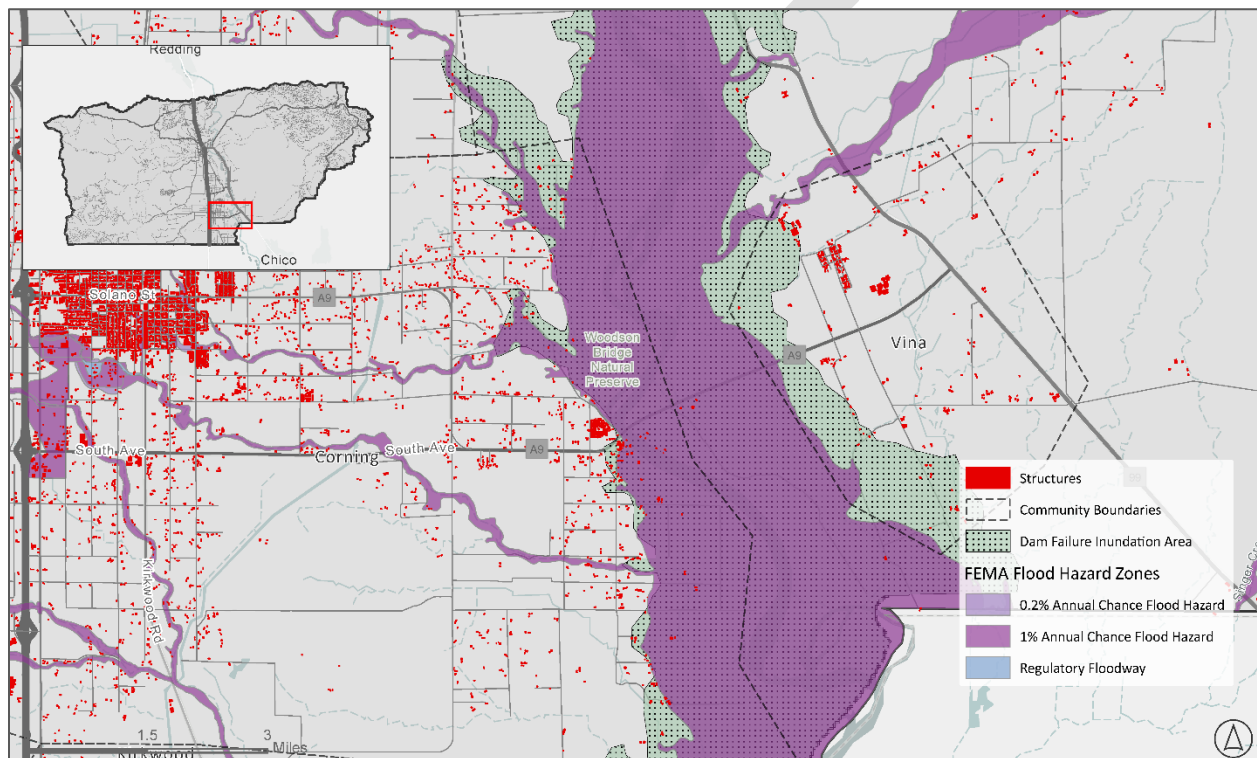 Redding
Chico
Solano St
A9
Woodson
Bridge
Natural
Preserve
A9
Vina
South Ave
Corning
South Ave
A9
Kirkwood Rd
99
Structures
Community Boundaries
Dam Failure Inundation Area
FEMA Flood Hazard Zones
0.2% Annual Chance Flood Hazard
1% Annual Chance Flood Hazard
Regulatory Floodway
1.5
3
Miles
Kirkwood